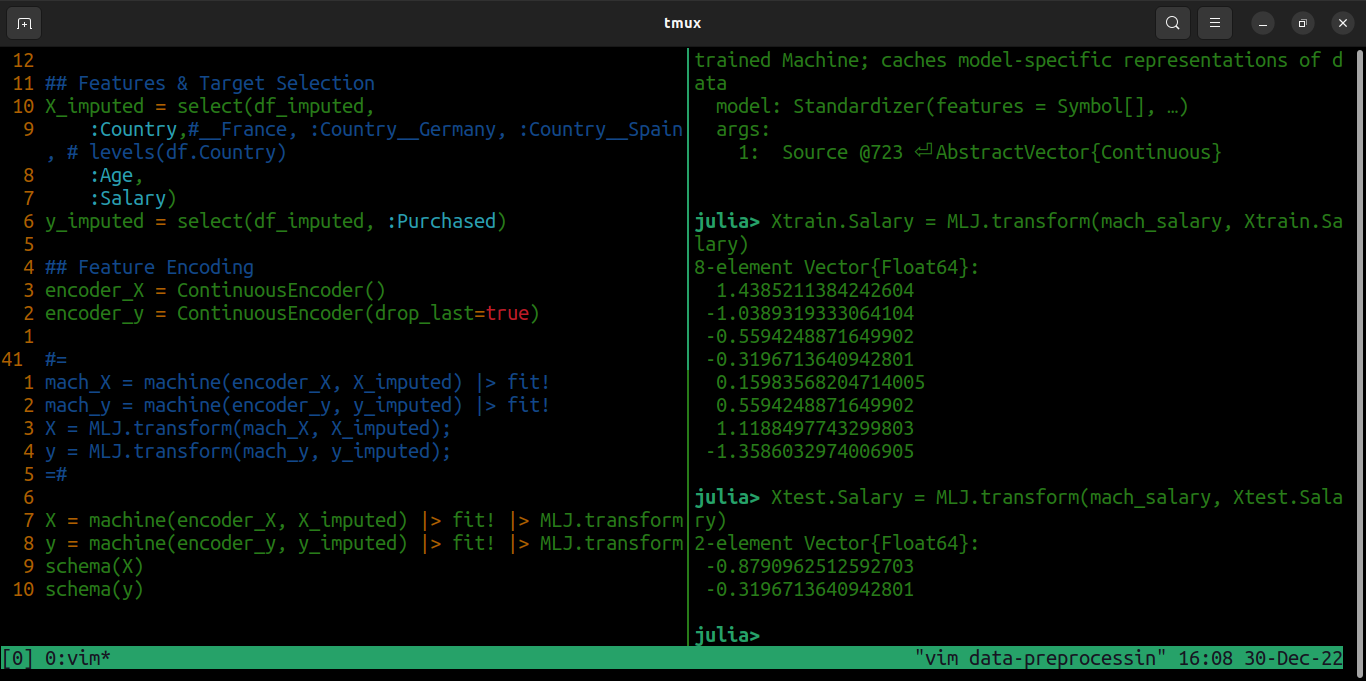 tmux
12
11 ## Features & Target Selection
10 X_imputed = select(df_imputed,
9     :Country,#__France, :Country__Germany, :Country__Spain
, # levels(df.Country)
8     :Age,
7     :Salary)
6 y_imputed = select(df_imputed, :Purchased)
5
4 ## Feature Encoding
3 encoder_X = ContinuousEncoder()
2 encoder_y = ContinuousEncoder(drop_last=true)
1
41 #=
1 mach_X = machine(encoder_X, X_imputed) |> fit!
2 mach_y = machine(encoder_y, y_imputed) |> fit!
3 X = MLJ.transform(mach_X, X_imputed);
4 y = MLJ.transform(mach_y, y_imputed);
5 =#
6
7 X = machine(encoder_X, X_imputed) |> fit! |> MLJ.transform
8 y = machine(encoder_y, y_imputed) |> fit! |> MLJ.transform
9 schema(X)
10 schema(y)
trained Machine; caches model-specific representations of d
ata
  model: Standardizer(features = Symbol[], …)
  args:
    1:  Source @723 ⏎ AbstractVector{Continuous}
julia> Xtrain.Salary = MLJ.transform(mach_salary, Xtrain.Sa
lary)
8-element Vector{Float64}:
  1.4385211384242604
 -1.0389319333064104
 -0.5594248871649902
 -0.3196713640942801
  0.15983568204714005
  0.5594248871649902
  1.1188497743299803
 -1.3586032974006905
julia> Xtest.Salary = MLJ.transform(mach_salary, Xtest.Sala
ry)
2-element Vector{Float64}:
 -0.8790962512592703
 -0.3196713640942801
julia>
[0] 0:vim* "vim data-preprocessin" 16:08 30-Dec-22